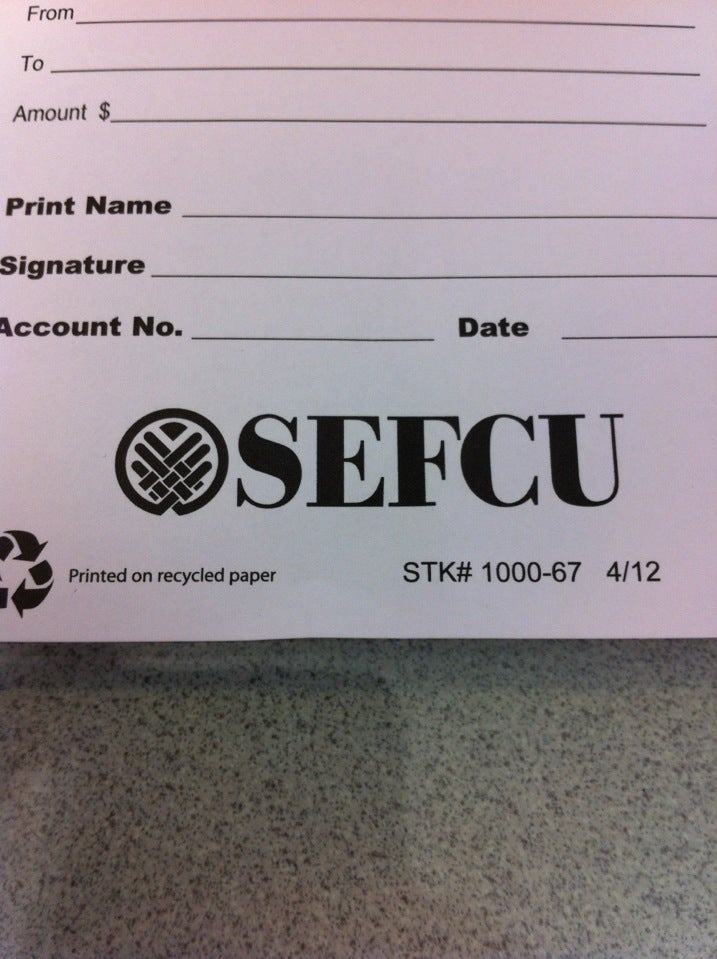 From
To
Amount $
Print Name
Signature
Account No. Date
SEFCU
Printed on recycled paper STK# 1000-67 4/12